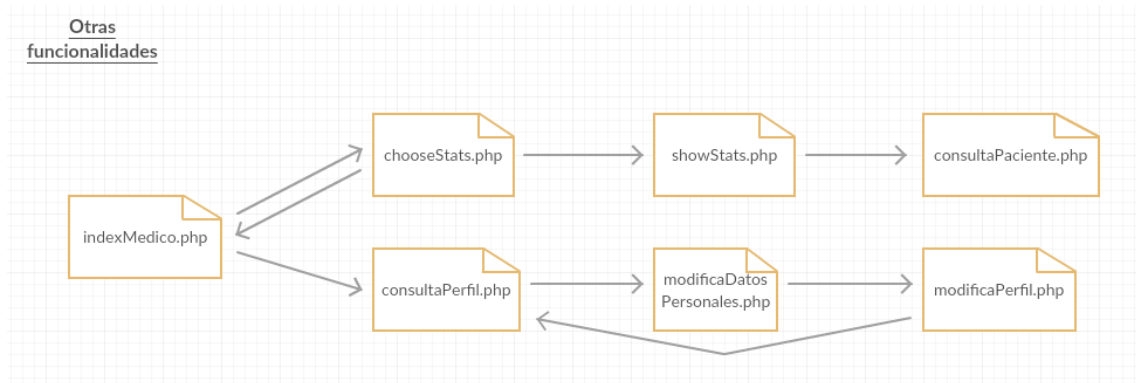 Otras
funcionalidades
chooseStats.php
showStats.php
consultaPaciente.php
indexMedico.php
consultaPerfil.php
modificaDatos
Personales.php
modificaPerfil.php